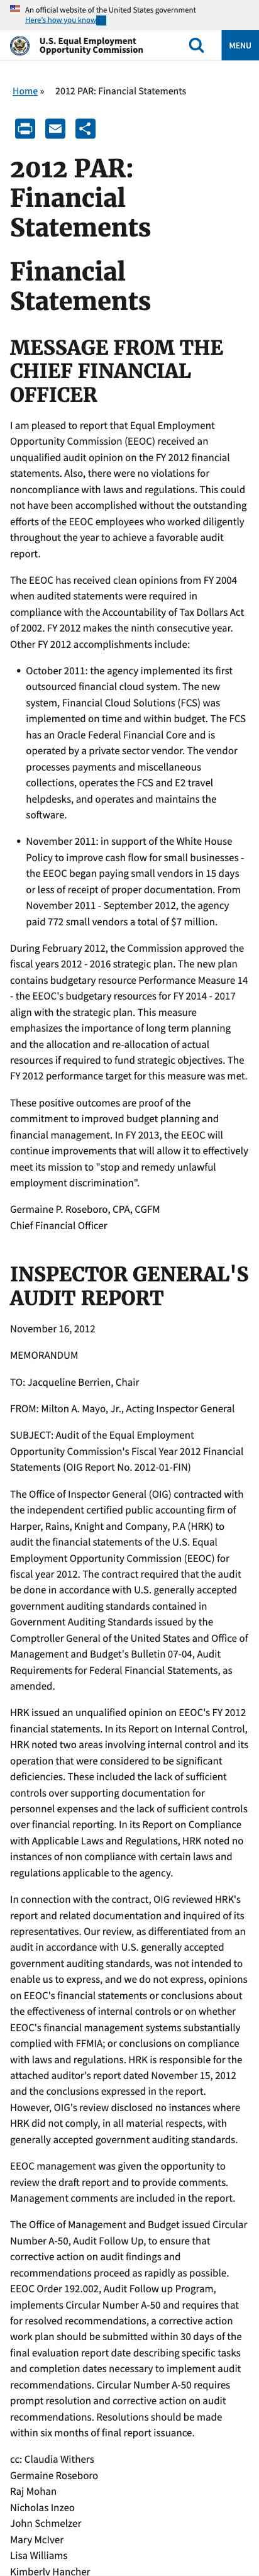 An official website of the United States government
Here's how you know
U.S. Equal Employment
Opportunity Commission
MENU
Home » 2012 PAR: Financial Statements
2012 PAR:
Financial
Statements
Financial
Statements
MESSAGE FROM THE
CHIEF FINANCIAL
OFFICER
I am pleased to report that Equal Employment
Opportunity Commission (EEOC) received an
unqualified audit opinion on the FY 2012 financial
statements. Also, there were no violations for
noncompliance with laws and regulations. This could
not have been accomplished without the outstanding
efforts of the EEOC employees who worked diligently
throughout the year to achieve a favorable audit
report.
The EEOC has received clean opinions from FY 2004
when audited statements were required in
compliance with the Accountability of Tax Dollars Act
of 2002. FY 2012 makes the ninth consecutive year.
Other FY 2012 accomplishments include:
• October 2011: the agency implemented its first
outsourced financial cloud system. The new
system, Financial Cloud Solutions (FCS) was
implemented on time and within budget. The FCS
has an Oracle Federal Financial Core and is
operated by a private sector vendor. The vendor
processes payments and miscellaneous
collections, operates the FCS and E2 travel
helpdesks, and operates and maintains the
software.
• November 2011: in support of the White House
Policy to improve cash flow for small businesses -
the EEOC began paying small vendors in 15 days
or less of receipt of proper documentation. From
November 2011 - September 2012, the agency
paid 772 small vendors a total of $7 million.
During February 2012, the Commission approved the
fiscal years 2012 - 2016 strategic plan. The new plan
contains budgetary resource Performance Measure 14
- the EEOC's budgetary resources for FY 2014 - 2017
align with the strategic plan. This measure
emphasizes the importance of long term planning
and the allocation and re-allocation of actual
resources if required to fund strategic objectives. The
FY 2012 performance target for this measure was met.
These positive outcomes are proof of the
commitment to improved budget planning and
financial management. In FY 2013, the EEOC will
continue improvements that will allow it to effectively
meet its mission to "stop and remedy unlawful
employment discrimination".
Germaine P. Roseboro, CPA, CGFM
Chief Financial Officer
INSPECTOR GENERAL'S
AUDIT REPORT
November 16, 2012
MEMORANDUM
TO: Jacqueline Berrien, Chair
FROM: Milton A. Mayo, Jr., Acting Inspector General
SUBJECT: Audit of the Equal Employment
Opportunity Commission's Fiscal Year 2012 Financial
Statements (OIG Report No. 2012-01-FIN)
The Office of Inspector General (OIG) contracted with
the independent certified public accounting firm of
Harper, Rains, Knight and Company, P.A (HRK) to
audit the financial statements of the U.S. Equal
Employment Opportunity Commission (EEOC) for
fiscal year 2012. The contract required that the audit
be done in accordance with U.S. generally accepted
government auditing standards contained in
Government Auditing Standards issued by the
Comptroller General of the United States and Office of
Management and Budget's Bulletin 07-04, Audit
Requirements for Federal Financial Statements, as
amended.
HRK issued an unqualified opinion on EEOC's FY 2012
financial statements. In its Report on Internal Control,
HRK noted two areas involving internal control and its
operation that were considered to be significant
deficiencies. These included the lack of sufficient
controls over supporting documentation for
personnel expenses and the lack of sufficient controls
over financial reporting. In its Report on Compliance
with Applicable Laws and Regulations, HRK noted no
instances of non compliance with certain laws and
regulations applicable to the agency.
In connection with the contract, OIG reviewed HRK's
report and related documentation and inquired of its
representatives. Our review, as differentiated from an
audit in accordance with U.S. generally accepted
government auditing standards, was not intended to
enable us to express, and we do not express, opinions
on EEOC's financial statements or conclusions about
the effectiveness of internal controls or on whether
EEOC's financial management systems substantially
complied with FFMIA; or conclusions on compliance
with laws and regulations. HRK is responsible for the
attached auditor's report dated November 15, 2012
and the conclusions expressed in the report.
However, OIG's review disclosed no instances where
HRK did not comply, in all material respects, with
generally accepted government auditing standards.
EEOC management was given the opportunity to
review the draft report and to provide comments.
Management comments are included in the report.
The Office of Management and Budget issued Circular
Number A-50, Audit Follow Up, to ensure that
corrective action on audit findings and
recommendations proceed as rapidly as possible.
EEOC Order 192.002, Audit Follow up Program,
implements Circular Number A-50 and requires that
for resolved recommendations, a corrective action
work plan should be submitted within 30 days of the
final evaluation report date describing specific tasks
and completion dates necessary to implement audit
recommendations. Circular Number A-50 requires
prompt resolution and corrective action on audit
recommendations. Resolutions should be made
within six months of final report issuance.
cc: Claudia Withers
Germaine Roseboro
Raj Mohan
Nicholas Inzeo
John Schmelzer
Mary McIver
Lisa Williams
Kimberly Hancher